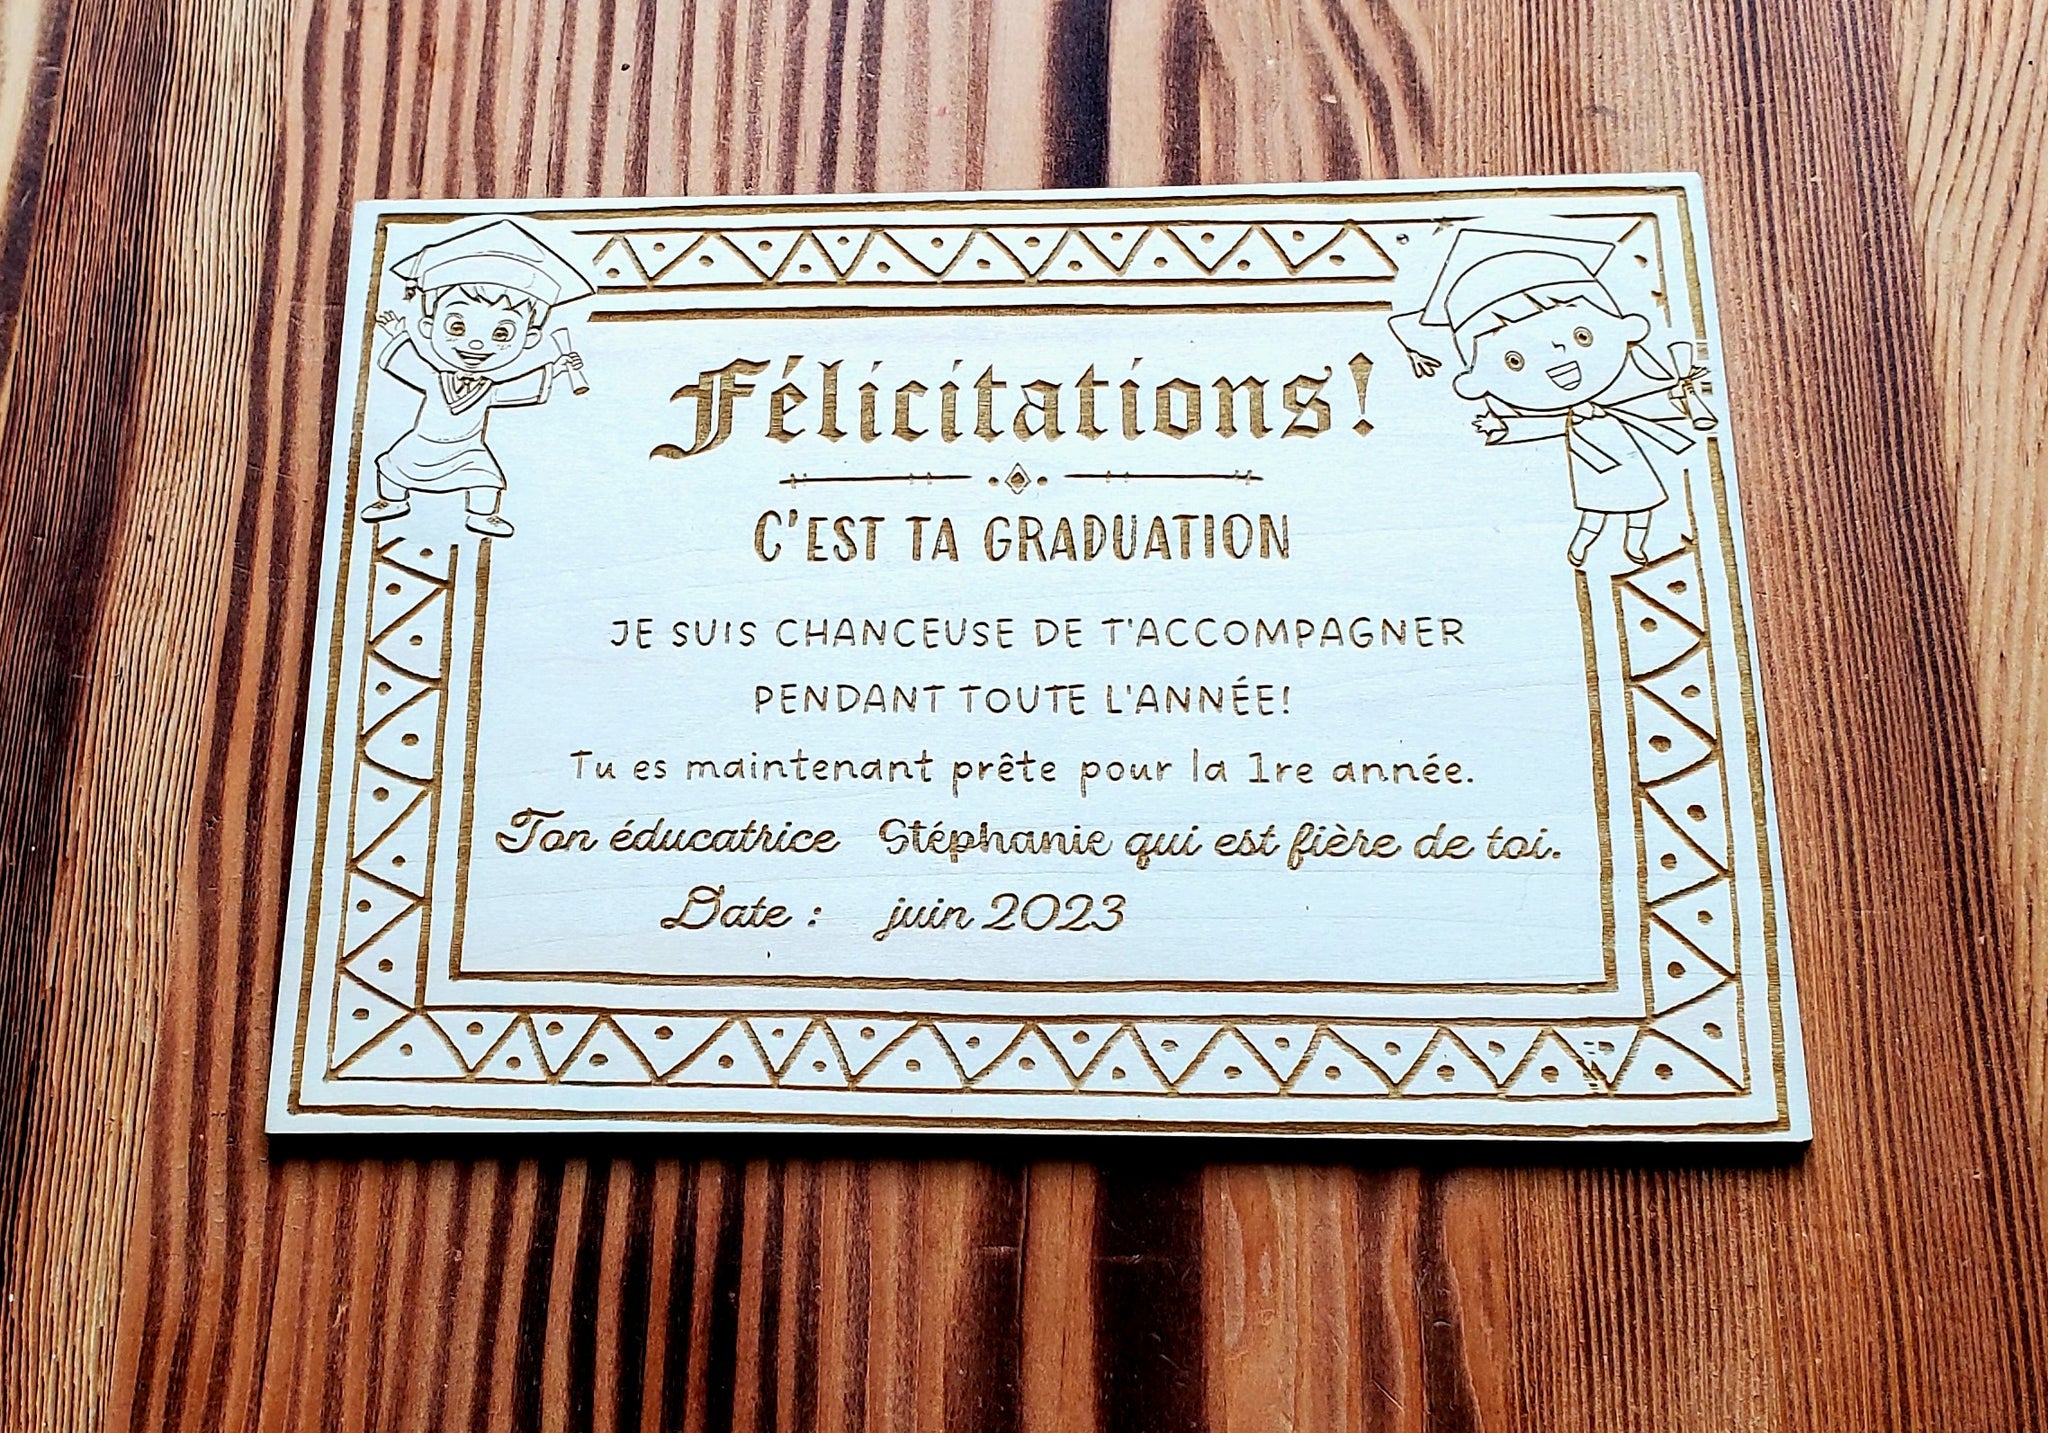 Félicitations!
C'EST TA GRADUATION
JE SUIS CHANCEUSE DE T'ACCOMPAGNER
PENDANT TOUTE L'ANNÉE!
Tu es maintenant prête pour la 1re année.
Ton éducatrice Stéphanie qui est fière de toi.
Date : juin 2023